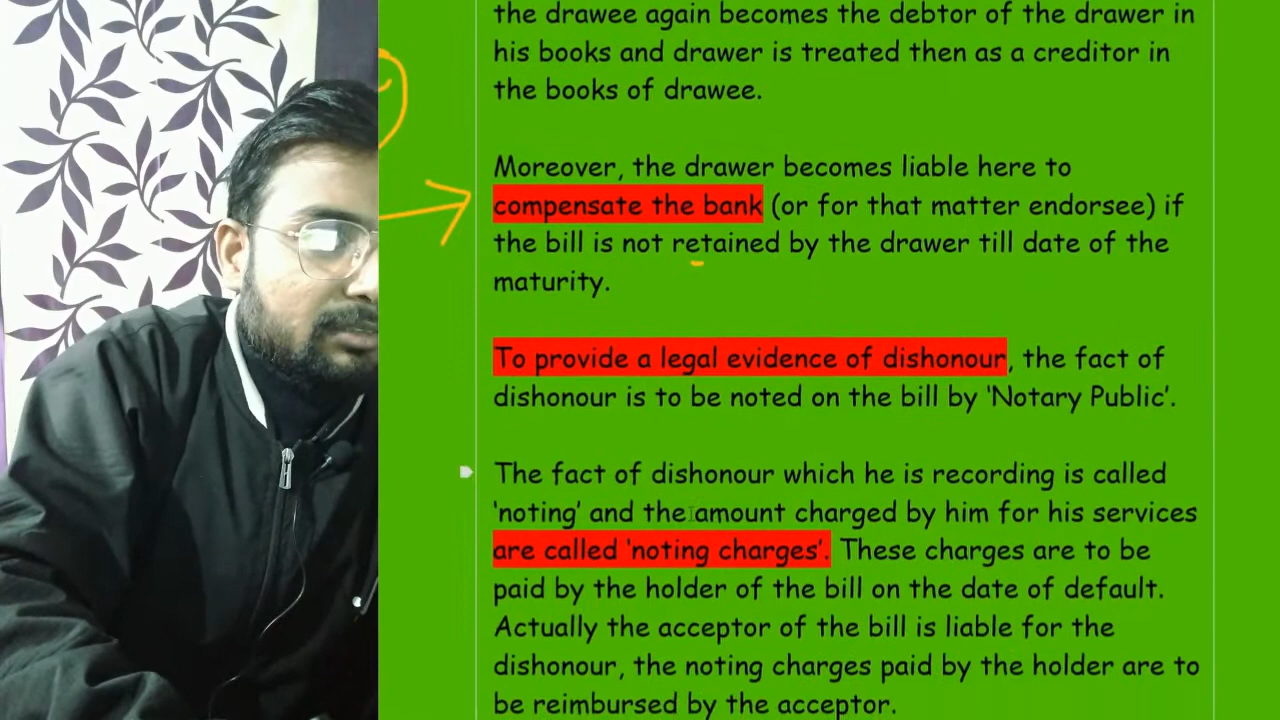 the drawee again becomes the debtor of the drawer in
his books and drawer is treated then as a creditor in
the books of drawee.
Moreover, the drawer becomes liable here to
compensate the bank (or for that matter endorsee) if
the bill is not retained by the drawer till date of the
maturity.
To provide a legal evidence of dishonour, the fact of
dishonour is to be noted on the bill by ‘Notary Public’.
The fact of dishonour which he is recording is called
‘noting’ and the amount charged by him for his services
are called ‘noting charges’. These charges are to be
paid by the holder of the bill on the date of default.
Actually the acceptor of the bill is liable for the
dishonour, the noting charges paid by the holder are to
be reimbursed by the acceptor.